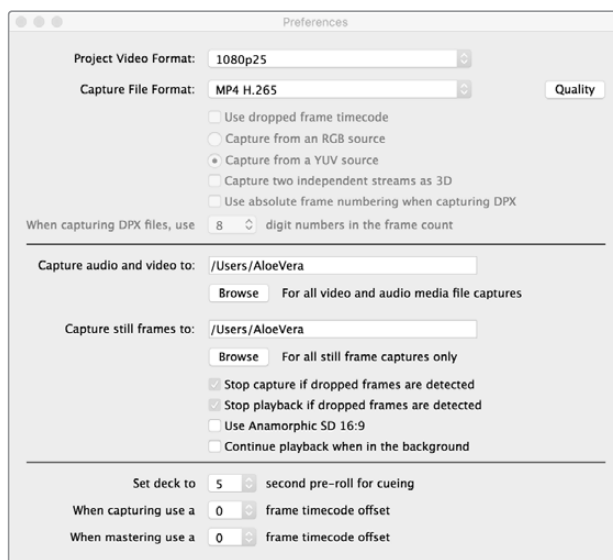 Preferences
Project Video Format: 1080p25
Capture File Format: MP4 H.265 Quality
Use dropped frame timecode
Capture from an RGB source
Capture from a YUV source
Capture two independent streams as 3D
Use absolute frame numbering when capturing DPX
When capturing DPX files, use 8 digit numbers in the frame count
Capture audio and video to: /Users/AloeVera
Browse For all video and audio media file captures
Capture still frames to: /Users/AloeVera
Browse For all still frame captures only
Stop capture if dropped frames are detected
Stop playback if dropped frames are detected
Use Anamorphic SD 16:9
Continue playback when in the background
Set deck to 5 second pre-roll for cueing
When capturing use a 0 frame timecode offset
When mastering use a 0 frame timecode offset